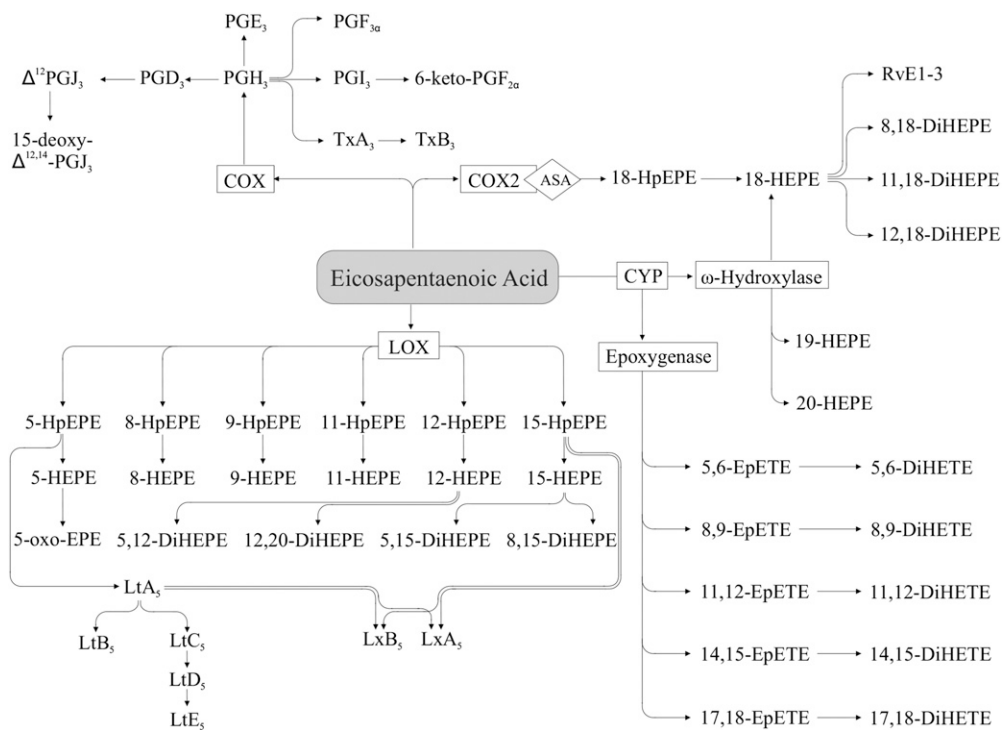 PGE₃
PGF₃α
Δ¹²PGJ₃
PGD₃
PGH₃
PGI₃
6-keto-PGF₂α
15-deoxy-
Δ¹²,¹⁴-PGJ₃
TxA₃
TxB₃
RvE1-3
8,18-DiHEPE
COX
COX2
ASA
18-HpEPE
18-HEPE
11,18-DiHEPE
12,18-DiHEPE
Eicosapentaenoic Acid
CYP
ω-Hydroxylase
LOX
Epoxygenase
19-HEPE
20-HEPE
5-HpEPE
8-HpEPE
9-HpEPE
11-HpEPE
12-HpEPE
15-HpEPE
5-HEPE
8-HEPE
9-HEPE
11-HEPE
12-HEPE
15-HEPE
5,6-EpETE
5,6-DiHETE
5-oxo-EPE
5,12-DiHEPE
12,20-DiHEPE
5,15-DiHEPE
8,15-DiHEPE
8,9-EpETE
8,9-DiHETE
LtA₅
11,12-EpETE
11,12-DiHETE
LtB₅
LtC₅
LxB₅
LxA₅
14,15-EpETE
14,15-DiHETE
LtD₅
LtE₅
17,18-EpETE
17,18-DiHETE